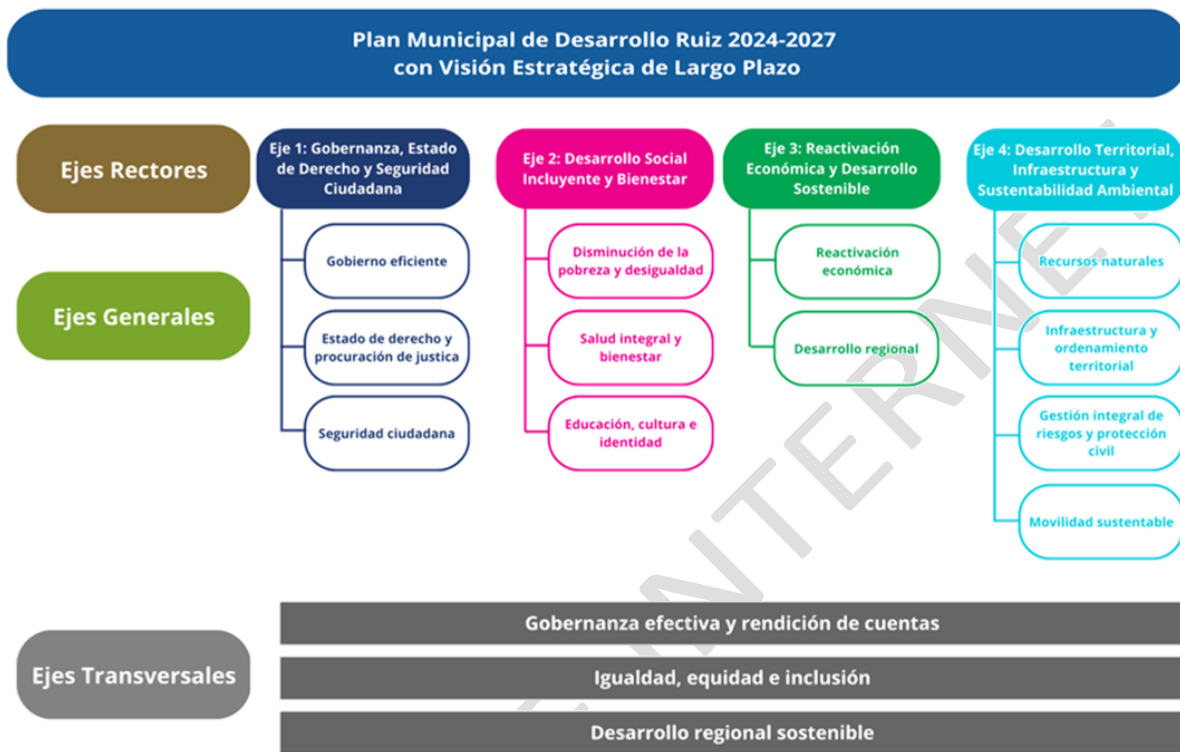 Plan Municipal de Desarrollo Ruiz 2024-2027
con Visión Estratégica de Largo Plazo
Ejes Rectores
Eje 1: Gobernanza, Estado
de Derecho y Seguridad
Ciudadana
Eje 2: Desarrollo Social
Incluyente y Bienestar
Eje 3: Reactivación
Económica y Desarrollo
Sostenible
Eje 4: Desarrollo Territorial,
Infraestructura y
Sustentabilidad Ambiental
Ejes Generales
Gobierno eficiente
Estado de derecho y
procuración de justica
Seguridad ciudadana
Disminución de la
pobreza y desigualdad
Salud integral y
bienestar
Educación, cultura e
identidad
Reactivación
económica
Desarrollo regional
Recursos naturales
Infraestructura y
ordenamiento
territorial
Gestión integral de
riesgos y protección
civil
Movilidad sustentable
Ejes Transversales
Gobernanza efectiva y rendición de cuentas
Igualdad, equidad e inclusión
Desarrollo regional sostenible
INTERNET